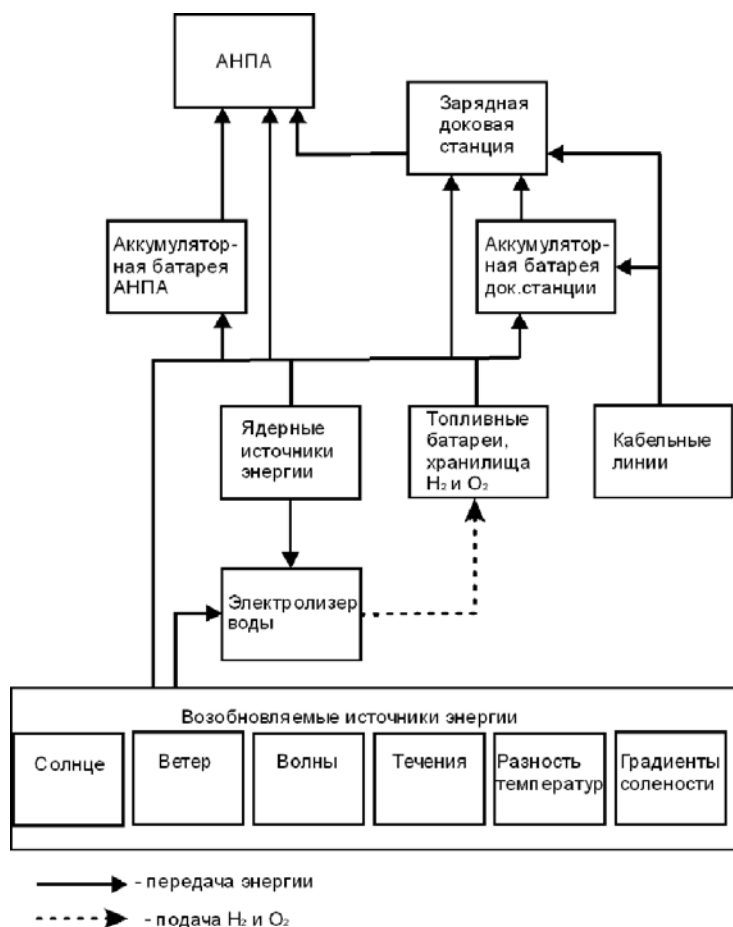 АНПА
Зарядная
доковая
станция
Аккумулятор-
ная батарея
АНПА
Аккумулятор-
ная батарея
док.станции
Ядерные
источники
энергии
Топливные
батареи,
хранилища
H₂ и O₂
Кабельные
линии
Электролизер
воды
Возобновляемые источники энергии
Солнце
Ветер
Волны
Течения
Разность
температур
Градиенты
солености
- передача энергии
- подача H₂ и O₂